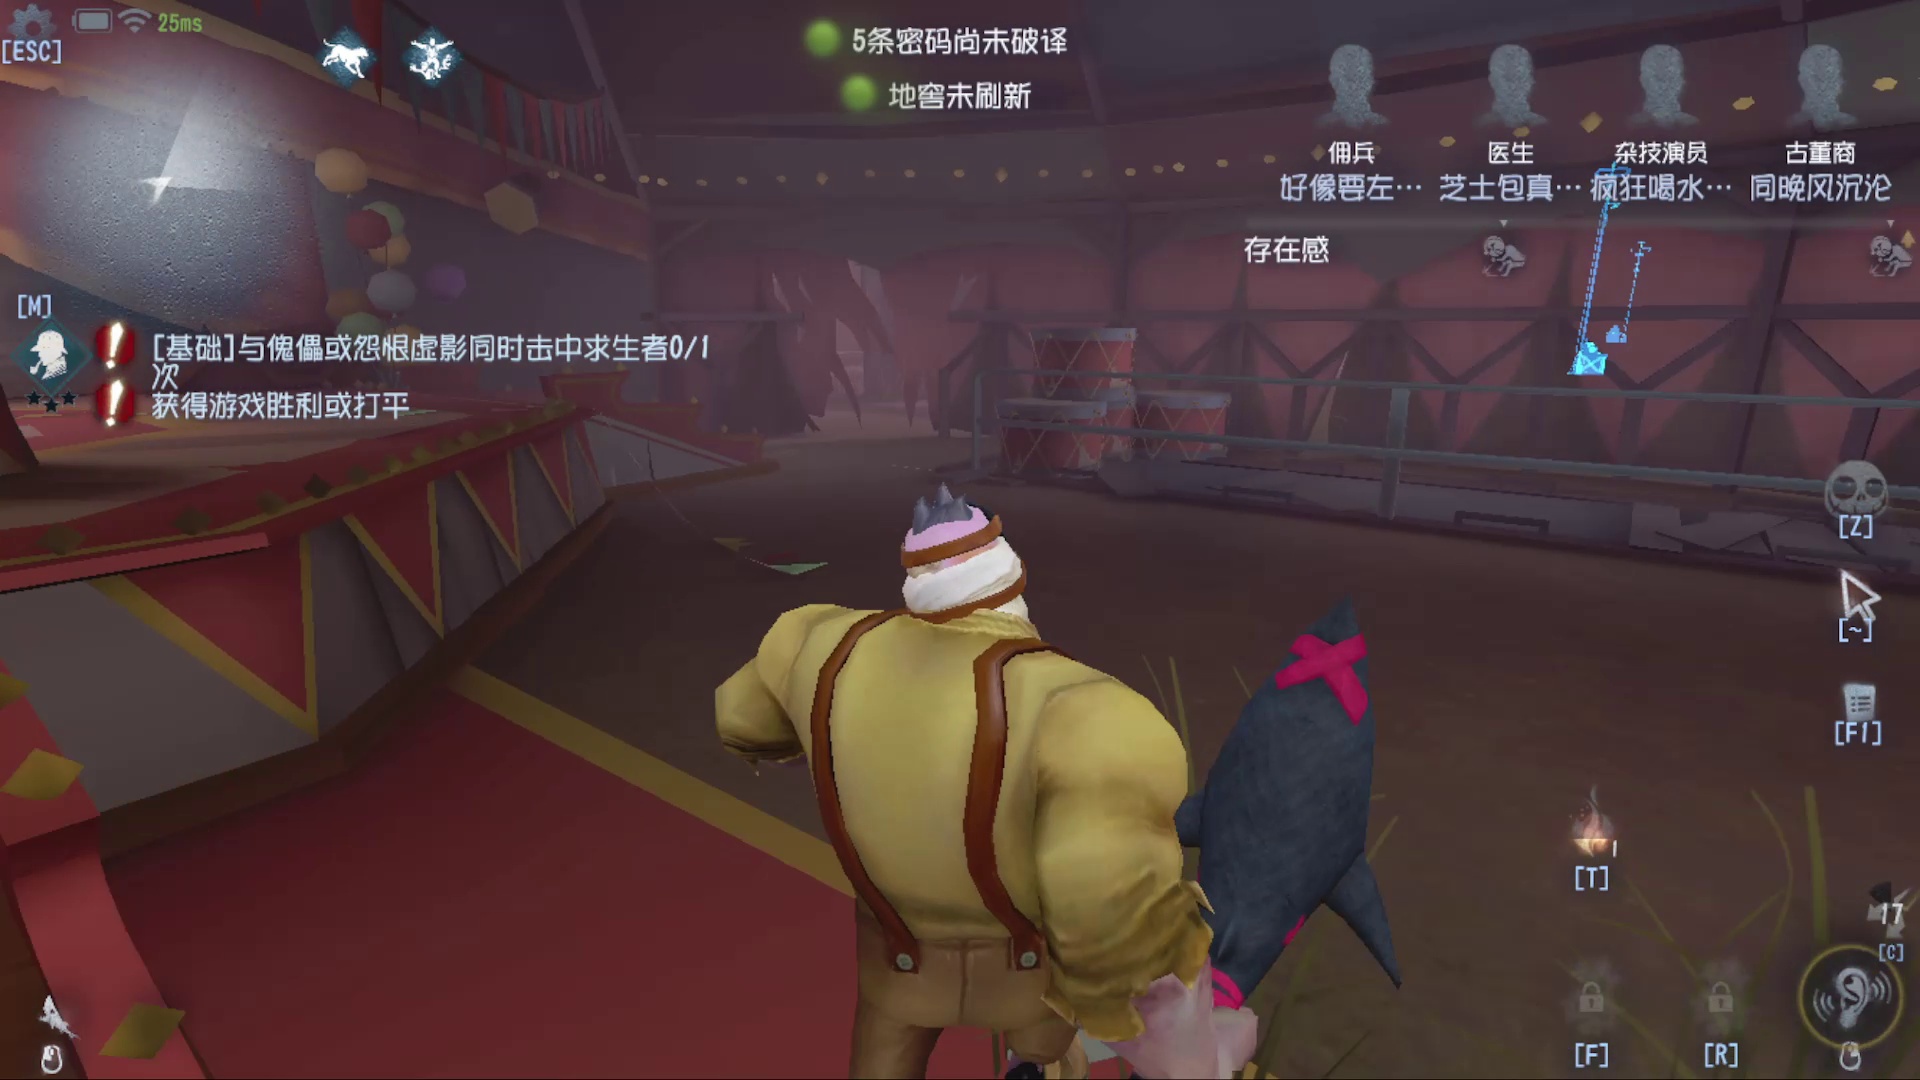 25ms
[ESC]
5条密码尚未破译
地窖未刷新
佣兵
医生
杂技演员
古董商
好像要左…
芝士包真…
疯狂喝水…
同晚风沉沦
存在感
[M]
[基础]与傀儡或怨恨虚影同时击中求生者0/1
次
获得游戏胜利或打平
[Z]
[~]
[F1]
1
[T]
17
[C]
[F]
[R]